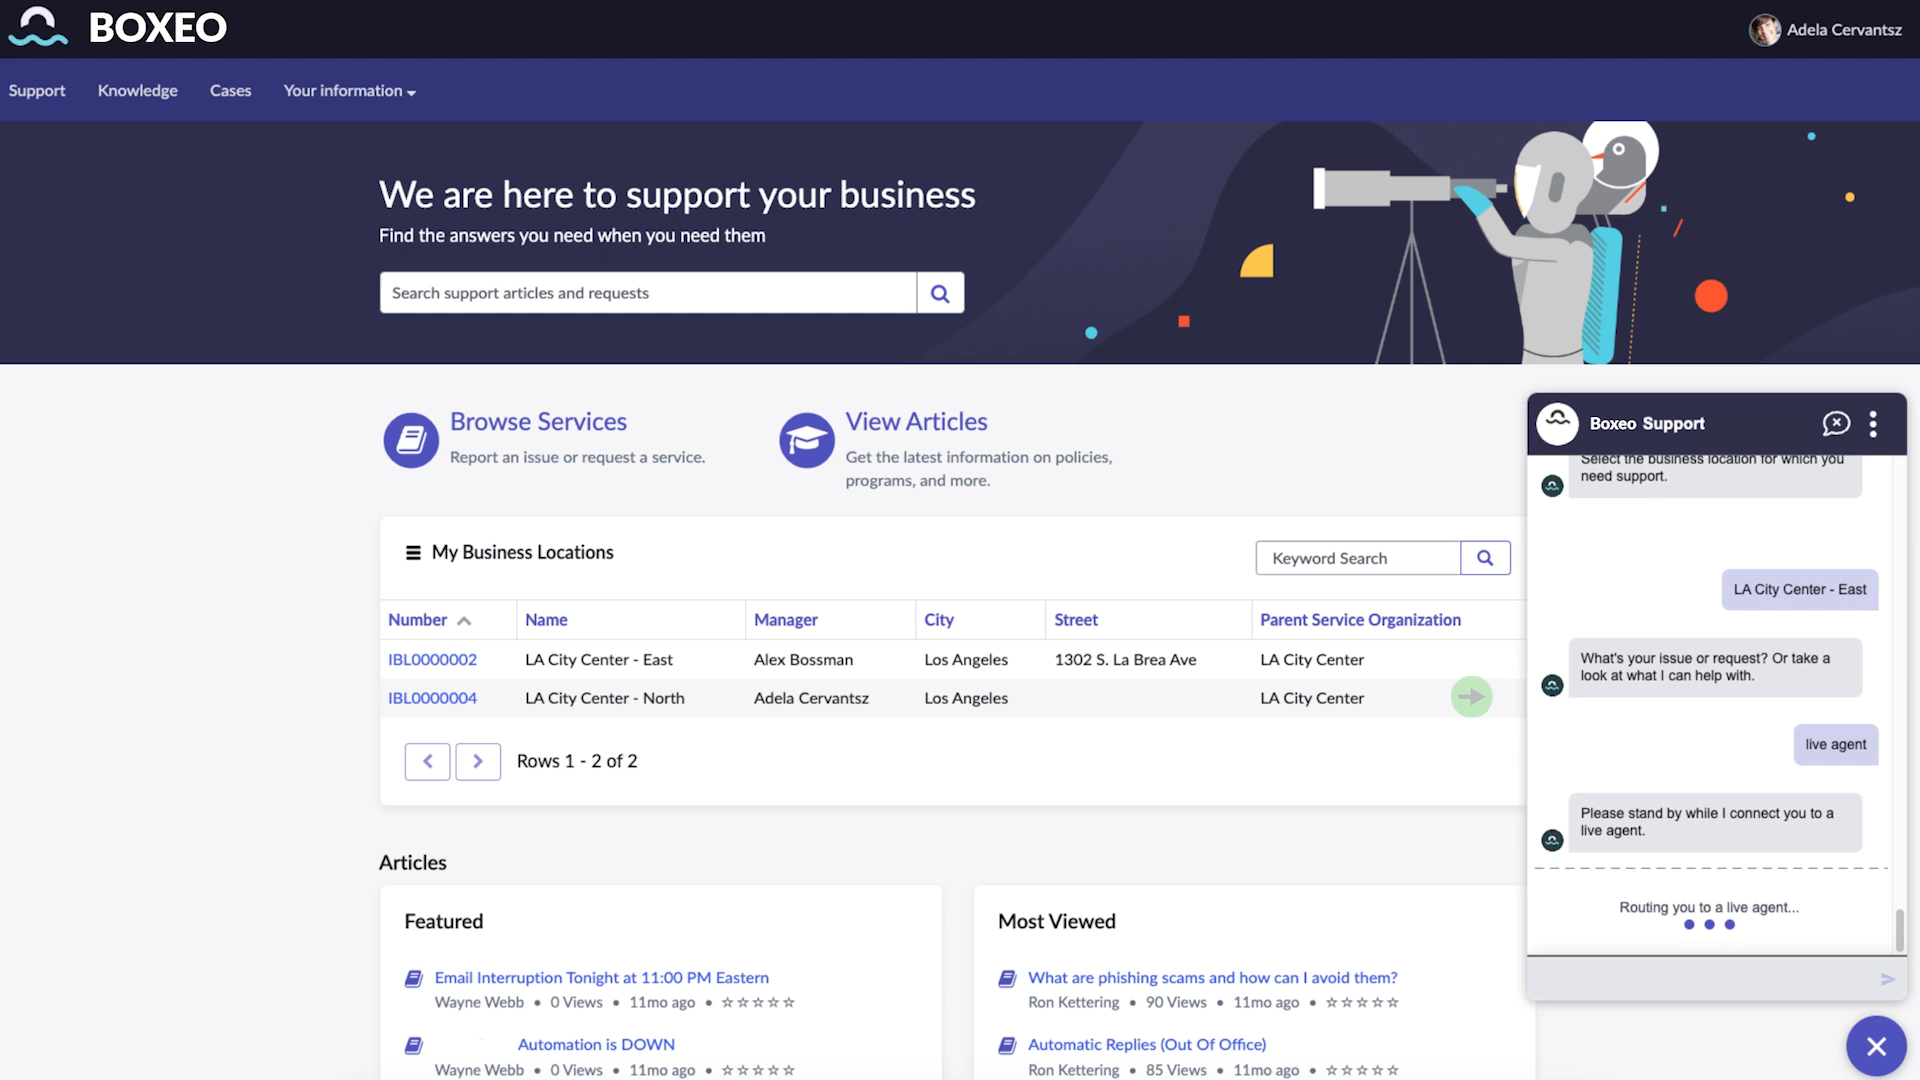 BOXEO
Adela Cervantsz
Support
Knowledge
Cases
Your information
We are here to support your business
Find the answers you need when you need them
Search support articles and requests
Browse Services
Report an issue or request a service.
View Articles
Get the latest information on policies,
programs, and more.
My Business Locations
Keyword Search
Number Name Manager City Street Parent Service Organization
IBL0000002 LA City Center - East Alex Bossman Los Angeles 1302 S. La Brea Ave LA City Center
IBL0000004 LA City Center - North Adela Cervantsz Los Angeles LA City Center
Rows 1 - 2 of 2
Articles
Featured
Email Interruption Tonight at 11:00 PM Eastern
Wayne Webb • 0 Views • 11mo ago •
Automation is DOWN
Wayne Webb • 0 Views • 11mo ago •
Most Viewed
What are phishing scams and how can I avoid them?
Ron Kettering • 90 Views • 11mo ago •
Automatic Replies (Out Of Office)
Ron Kettering • 85 Views • 11mo ago •
Boxeo Support
Select the business location for which you
need support.
LA City Center - East
What's your issue or request? Or take a
look at what I can help with.
live agent
Please stand by while I connect you to a
live agent.
Routing you to a live agent...